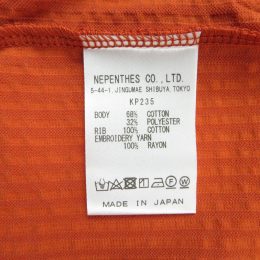 NEPENTHES CO., LTD.
5-44-1, JINGUMAE SHIBUYA, TOKYO
KP235
BODY 68% COTTON
32% POLYESTER
RIB 100% COTTON
EMBROIDERY YARN
100% RAYON
MADE IN JAPAN